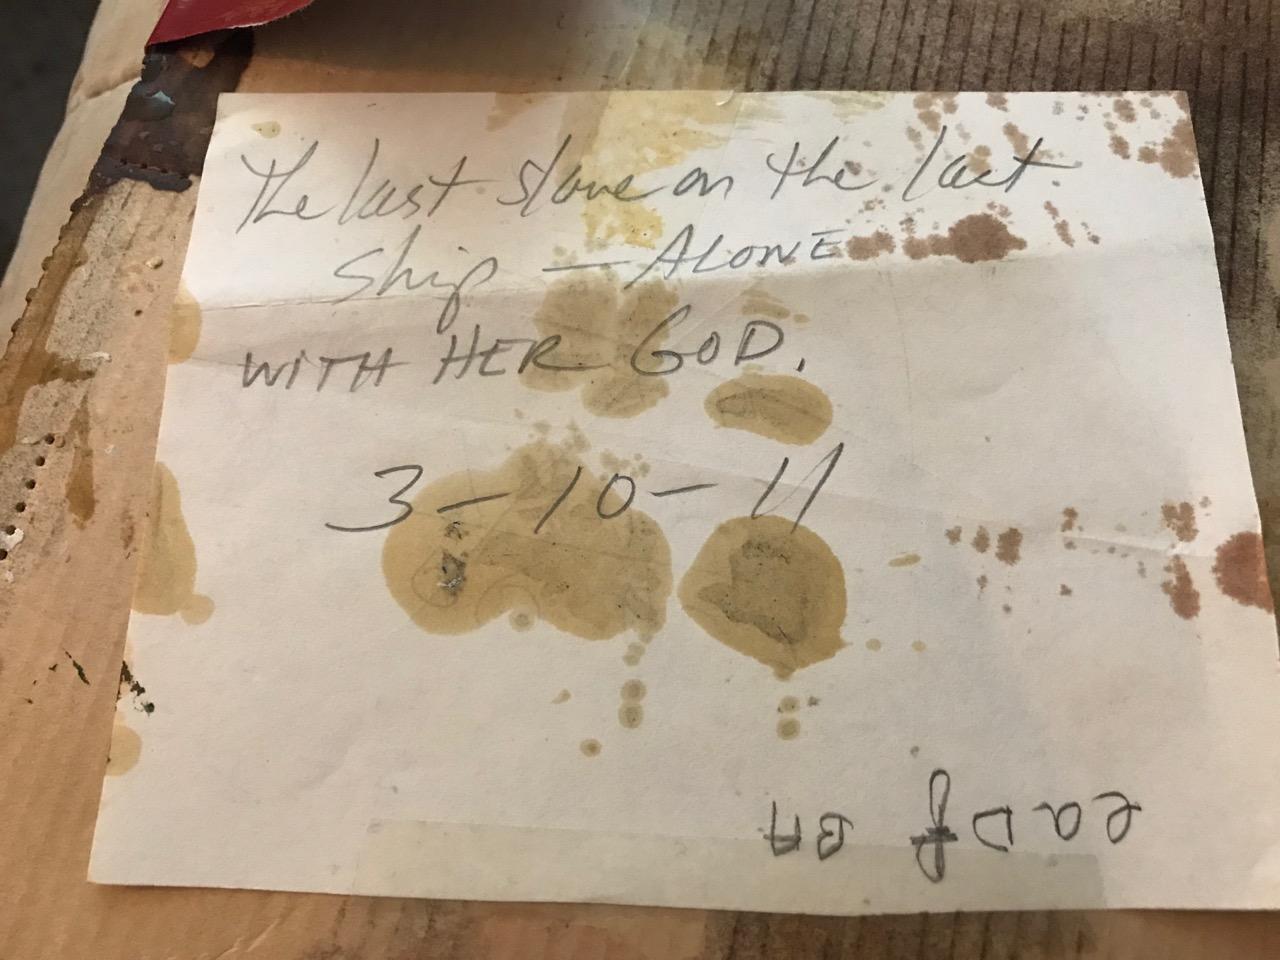 The last slave on the last
Ship — ALONE
WITH HER GOD.
3-10-11